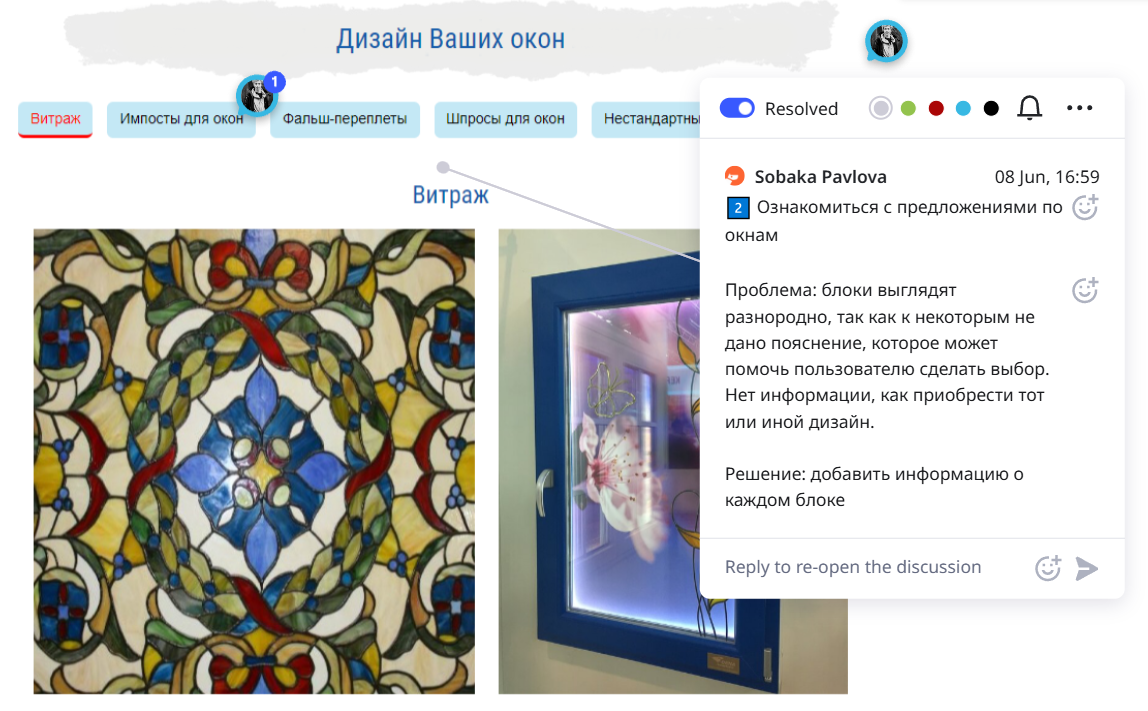 Дизайн Ваших окон
1
Витраж
Импосты для окон
Фальш-переплеты
Шпросы для окон
Нестандартны
Витраж
Resolved
Sobaka Pavlova
08 Jun, 16:59
2 Ознакомиться с предложениями по
окнам
Проблема: блоки выглядят
разнородно, так как к некоторым не
дано пояснение, которое может
помочь пользователю сделать выбор.
Нет информации, как приобрести тот
или иной дизайн.
Решение: добавить информацию о
каждом блоке
Reply to re-open the discussion